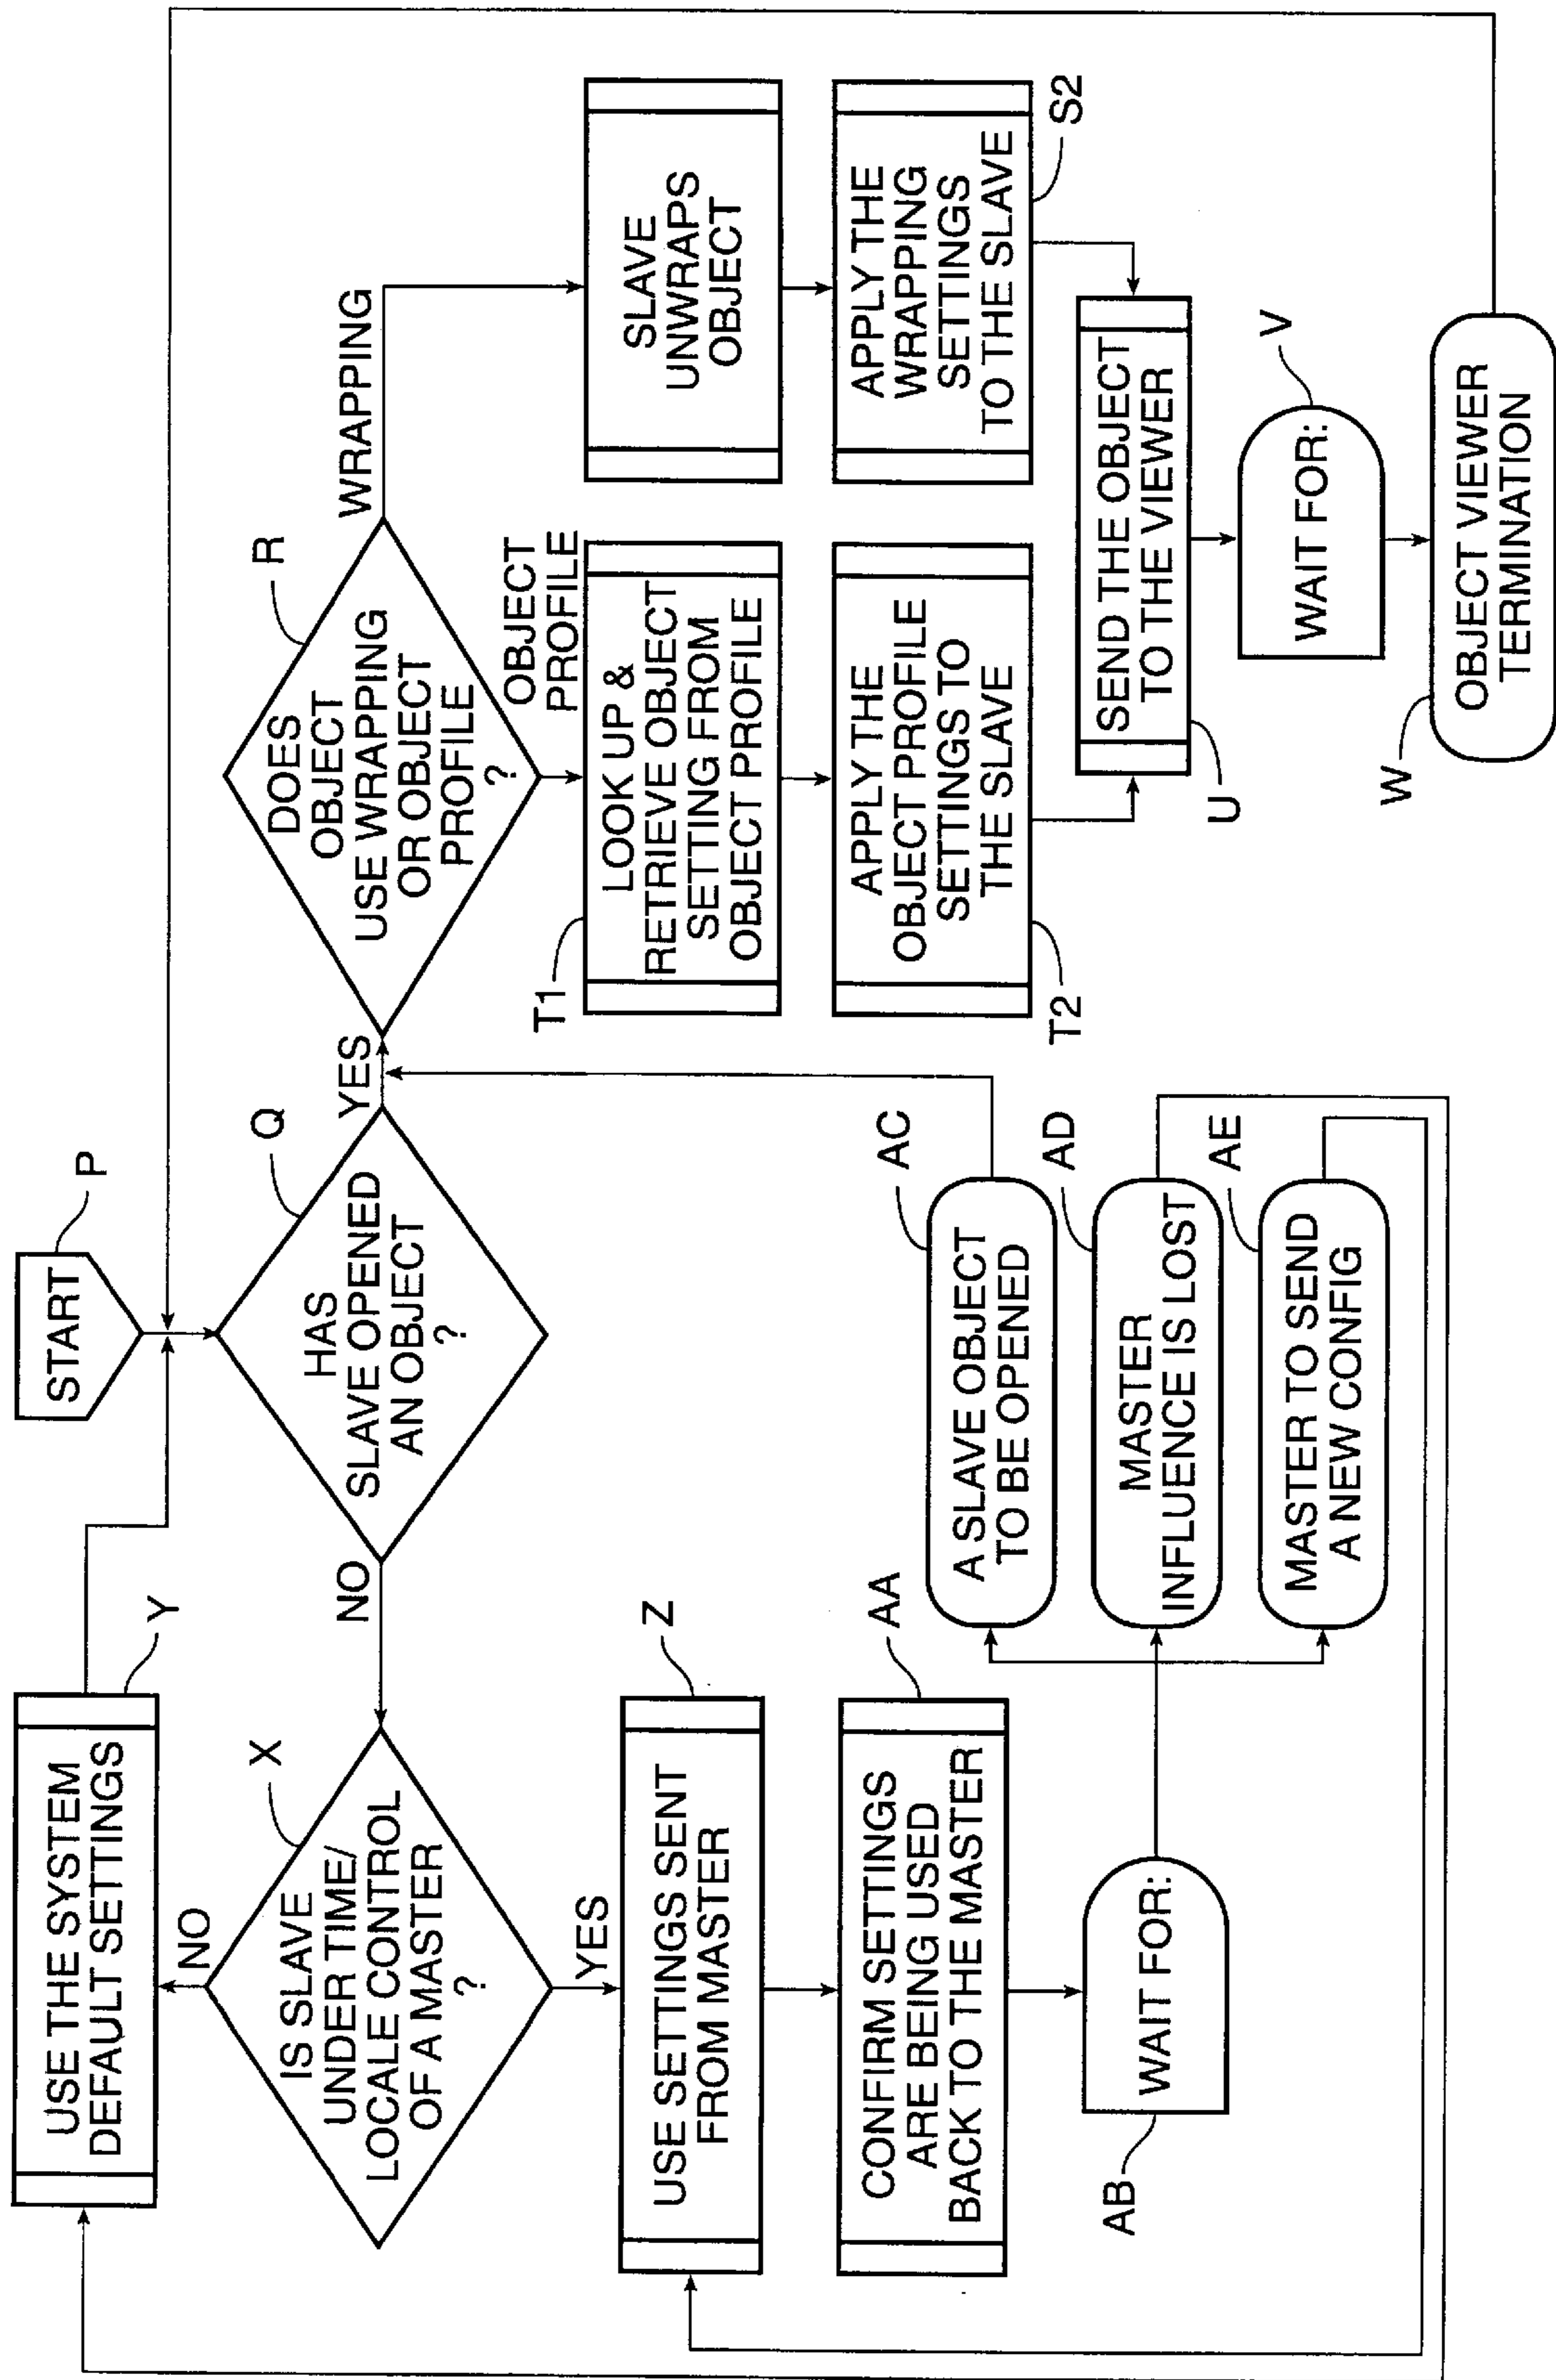 START
P
USE THE SYSTEM
DEFAULT SETTINGS
Y
NO
IS SLAVE
UNDER TIME/
LOCALE CONTROL
OF A MASTER
?
X
YES
NO
HAS
SLAVE OPENED
AN OBJECT
?
Q
YES
DOES
OBJECT
USE WRAPPING
OR OBJECT
PROFILE
?
R
WRAPPING
OBJECT
PROFILE
USE SETTINGS SENT
FROM MASTER
Z
CONFIRM SETTINGS
ARE BEING USED
BACK TO THE MASTER
AA
WAIT FOR:
AB
A SLAVE OBJECT
TO BE OPENED
AC
MASTER
INFLUENCE IS LOST
AD
MASTER TO SEND
A NEW CONFIG
AE
LOOK UP &
RETRIEVE OBJECT
SETTING FROM
OBJECT PROFILE
T1
APPLY THE
OBJECT PROFILE
SETTINGS TO
THE SLAVE
T2
SLAVE
UNWRAPS
OBJECT
APPLY THE
WRAPPING
SETTINGS
TO THE SLAVE
S2
SEND THE OBJECT
TO THE VIEWER
U
WAIT FOR:
V
OBJECT VIEWER
TERMINATION
W